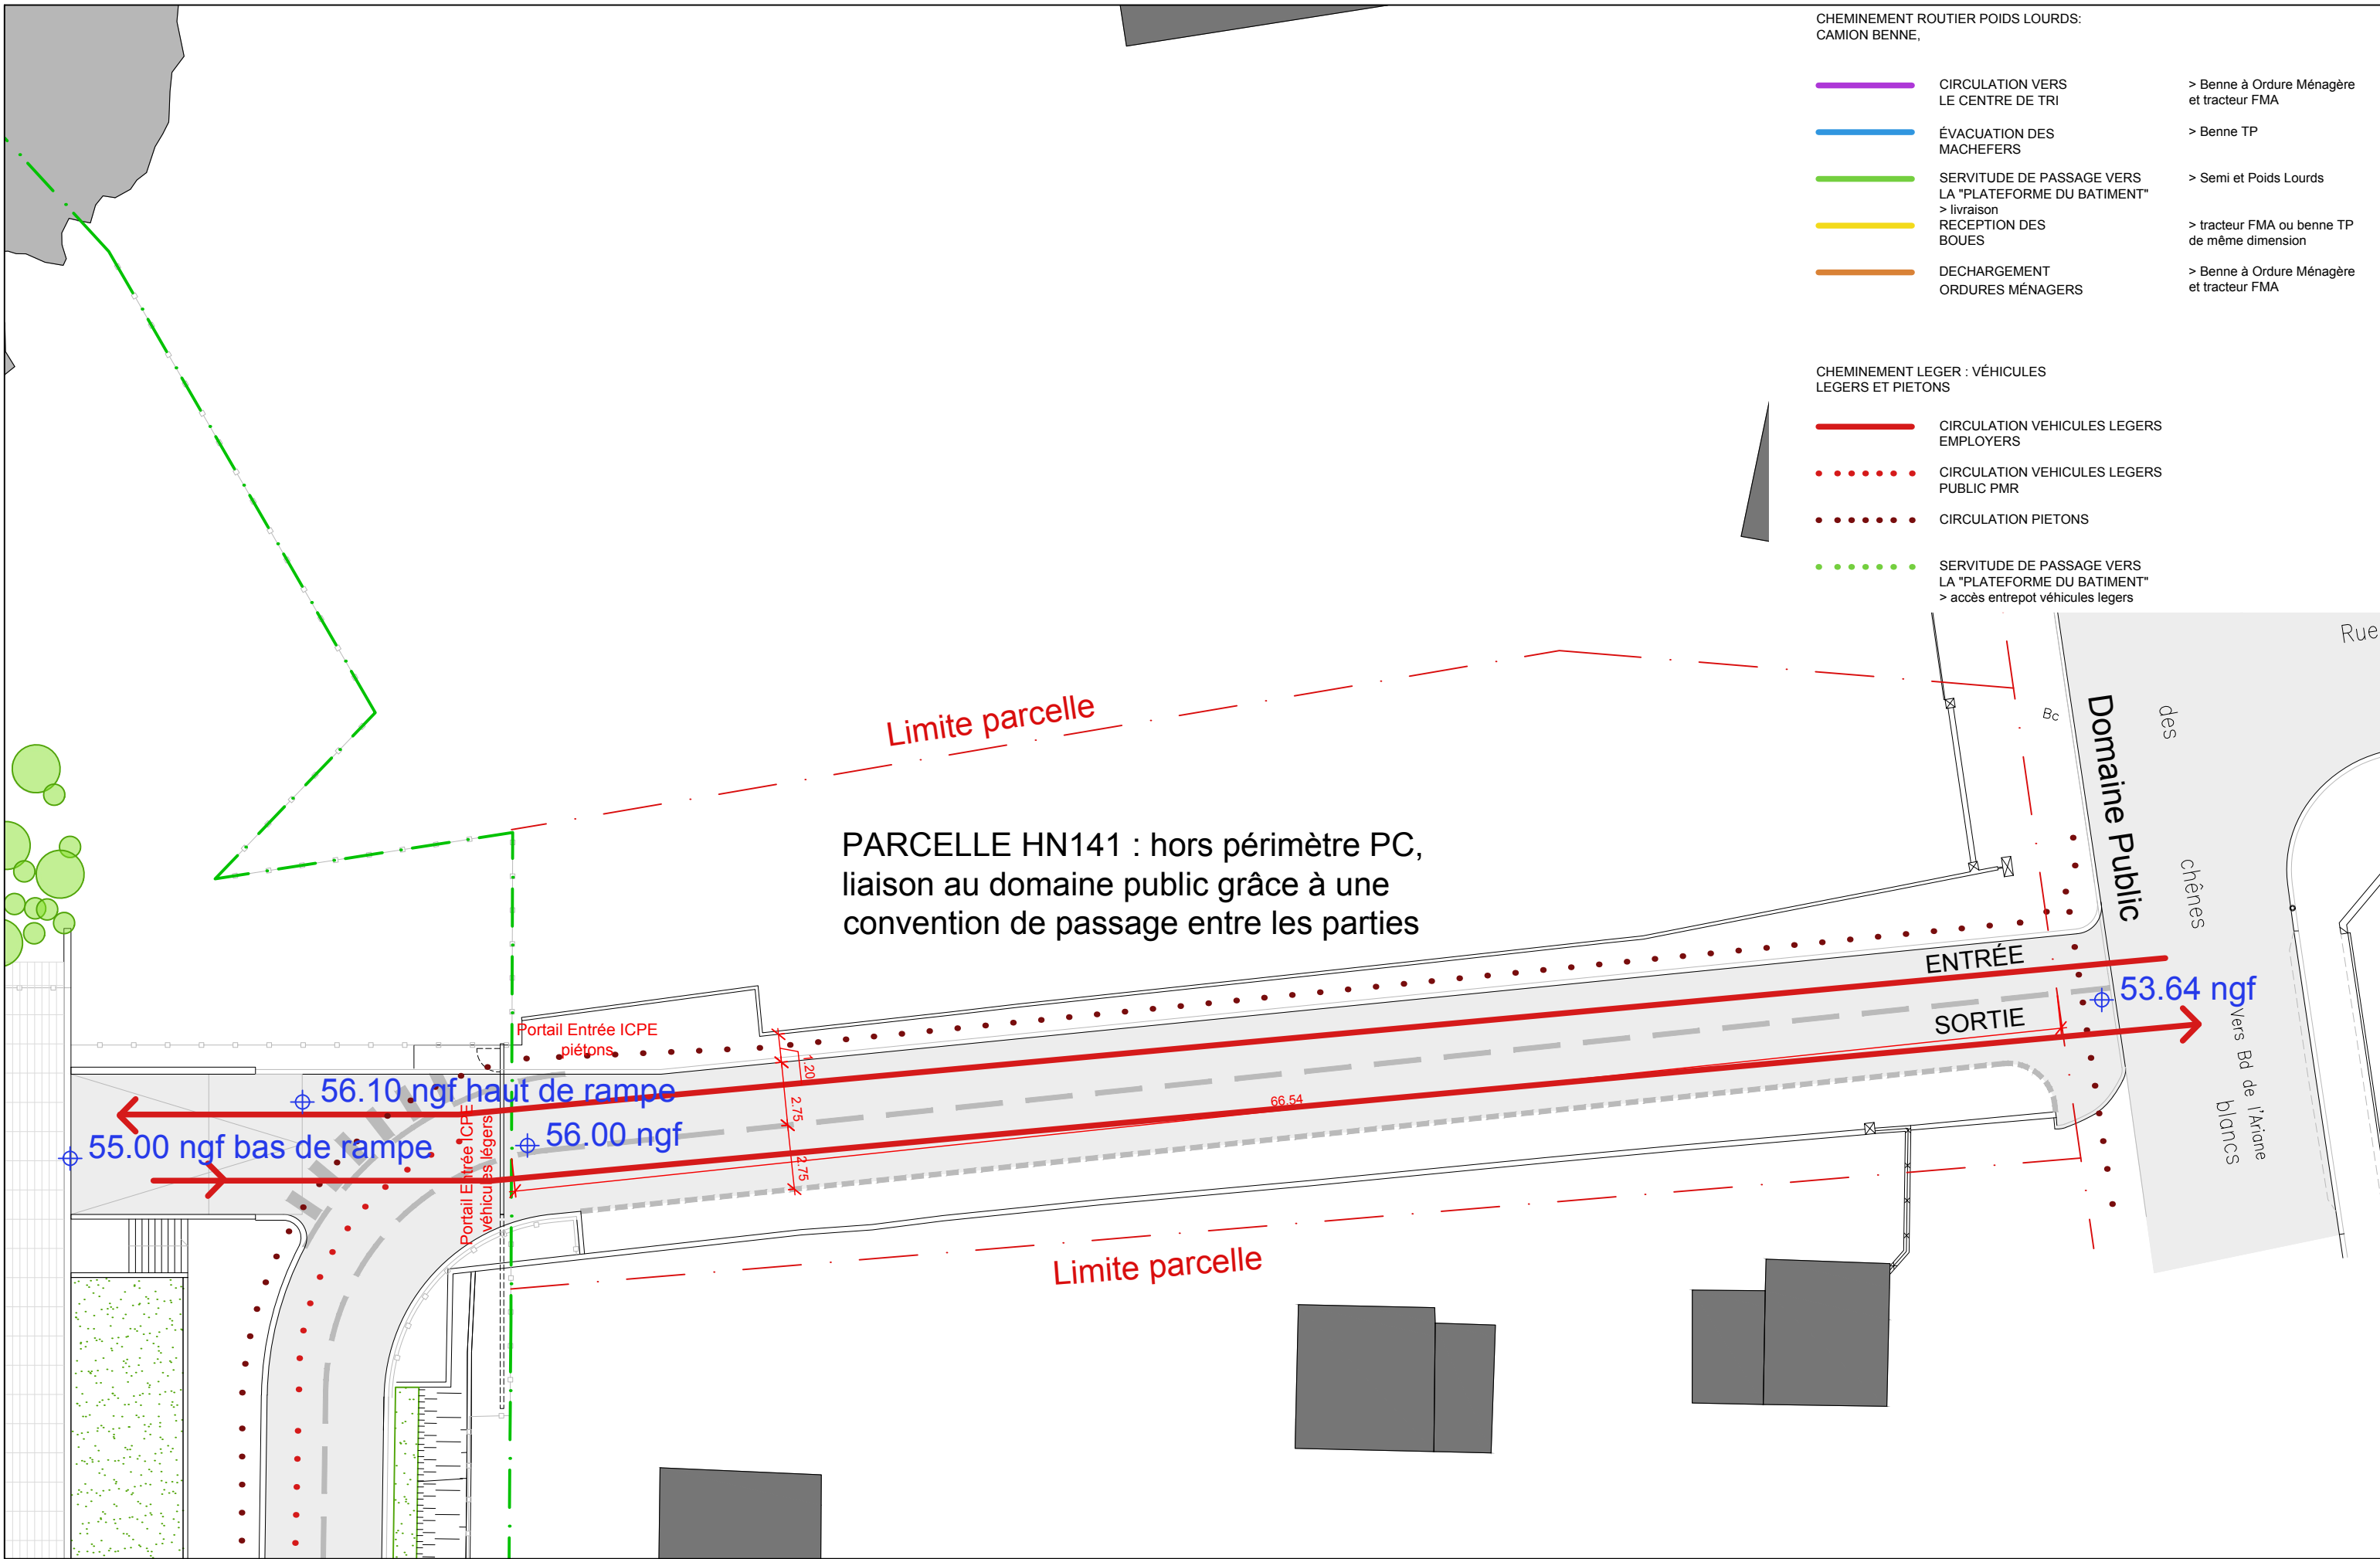 CHEMINEMENT ROUTIER POIDS LOURDS:
CAMION BENNE,
CIRCULATION VERS
LE CENTRE DE TRI
> Benne à Ordure Ménagère
et tracteur FMA
ÉVACUATION DES
MACHEFERS
> Benne TP
SERVITUDE DE PASSAGE VERS
LA "PLATEFORME DU BATIMENT"
> livraison
> Semi et Poids Lourds
RECEPTION DES
BOUES
> tracteur FMA ou benne TP
de même dimension
DECHARGEMENT
ORDURES MÉNAGERS
> Benne à Ordure Ménagère
et tracteur FMA
CHEMINEMENT LEGER : VÉHICULES
LEGERS ET PIETONS
CIRCULATION VEHICULES LEGERS
EMPLOYERS
CIRCULATION VEHICULES LEGERS
PUBLIC PMR
CIRCULATION PIETONS
SERVITUDE DE PASSAGE VERS
LA "PLATEFORME DU BATIMENT"
> accès entrepot véhicules legers
Rue
des
chênes
blancs
Vers Bd de l'Ariane
Bc
Domaine Public
Limite parcelle
PARCELLE HN141 : hors périmètre PC,
liaison au domaine public grâce à une
convention de passage entre les parties
ENTRÉE
SORTIE
53.64 ngf
Portail Entrée ICPE
piétons
56.10 ngf haut de rampe
55.00 ngf bas de rampe
56.00 ngf
Portail Entrée ICPE
véhicules légers
1.20
2.75
2.75
66.54
Limite parcelle